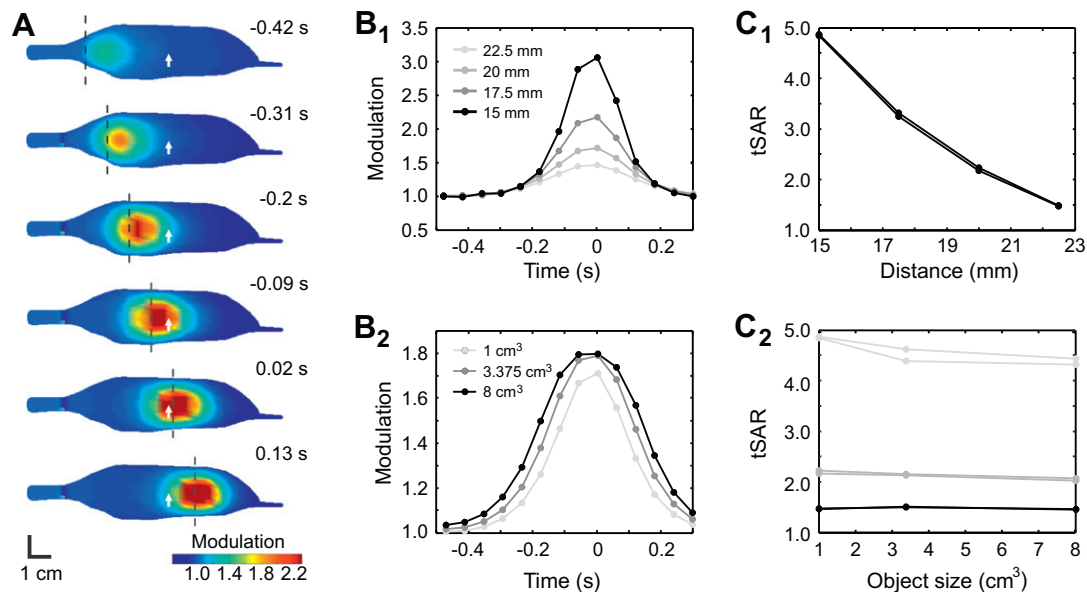 A
-0.42 s
-0.31 s
-0.2 s
-0.09 s
0.02 s
0.13 s
1 cm
Modulation
1.0 1.4 1.8 2.2
B1
3.5
3.0
2.5
2.0
1.5
1.0
0.5
Modulation
22.5 mm
20 mm
17.5 mm
15 mm
-0.4 -0.2 0 0.2
Time (s)
B2
1.8
1.6
1.4
1.2
1.0
Modulation
1 cm³
3.375 cm³
8 cm³
-0.4 -0.2 0 0.2
Time (s)
C1
5.0
4.0
3.0
2.0
1.0
tSAR
15 17 19 21 23
Distance (mm)
C2
5.0
4.0
3.0
2.0
1.0
tSAR
1 2 3 4 5 6 7 8
Object size (cm³)